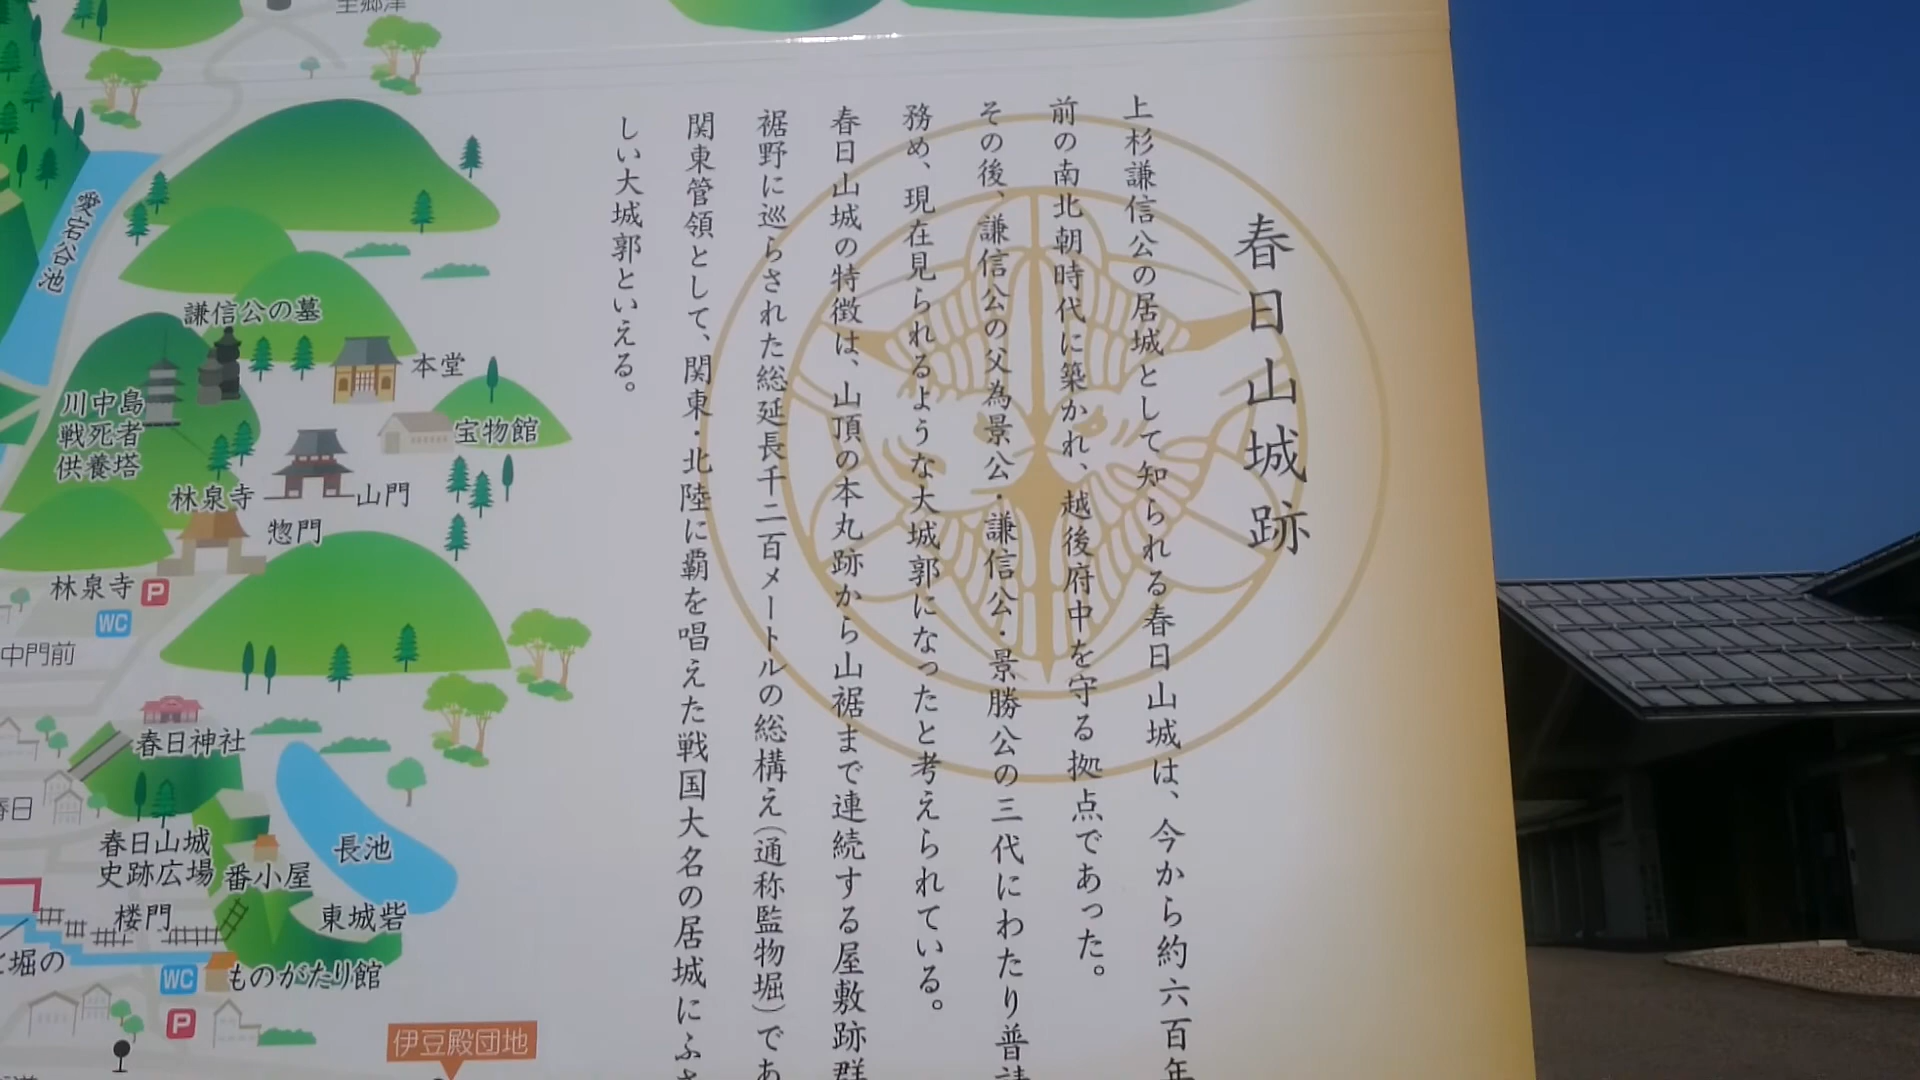 春日山城跡
上杉謙信公の居城として知られる春日山城は、今から約六百年
前の南北朝時代に築かれ、越後府中を守る拠点であった。
その後、謙信公の父為景公・謙信公・景勝公の三代にわたり普請
務め、現在見られるような大城郭になったと考えられている。
春日山城の特徴は、山頂の本丸跡から山裾まで連続する屋敷跡群
裾野に巡らされた総延長千二百メートルの総構え(通称監物堀)であ
関東管領として、関東・北陸に覇を唱えた戦国大名の居城にふさ
しい大城郭といえる。
愛宕谷池
謙信公の墓
本堂
川中島
戦死者
供養塔
宝物館
林泉寺
山門
惣門
林泉寺
P
WC
中門前
春日神社
春日
春日山城
史跡広場
番小屋
長池
楼門
東城砦
堀の
WC
ものがたり館
P
伊豆殿団地